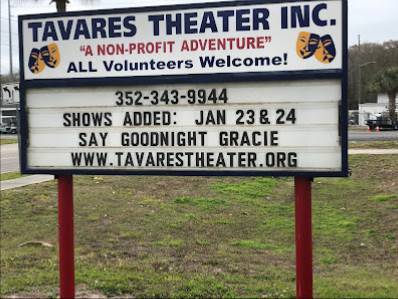 TAVARES THEATER INC.
"A NON-PROFIT ADVENTURE"
ALL Volunteers Welcome!
352-343-9944
SHOWS ADDED: JAN 23 & 24
SAY GOODNIGHT GRACIE
WWW.TAVARESTHEATER.ORG